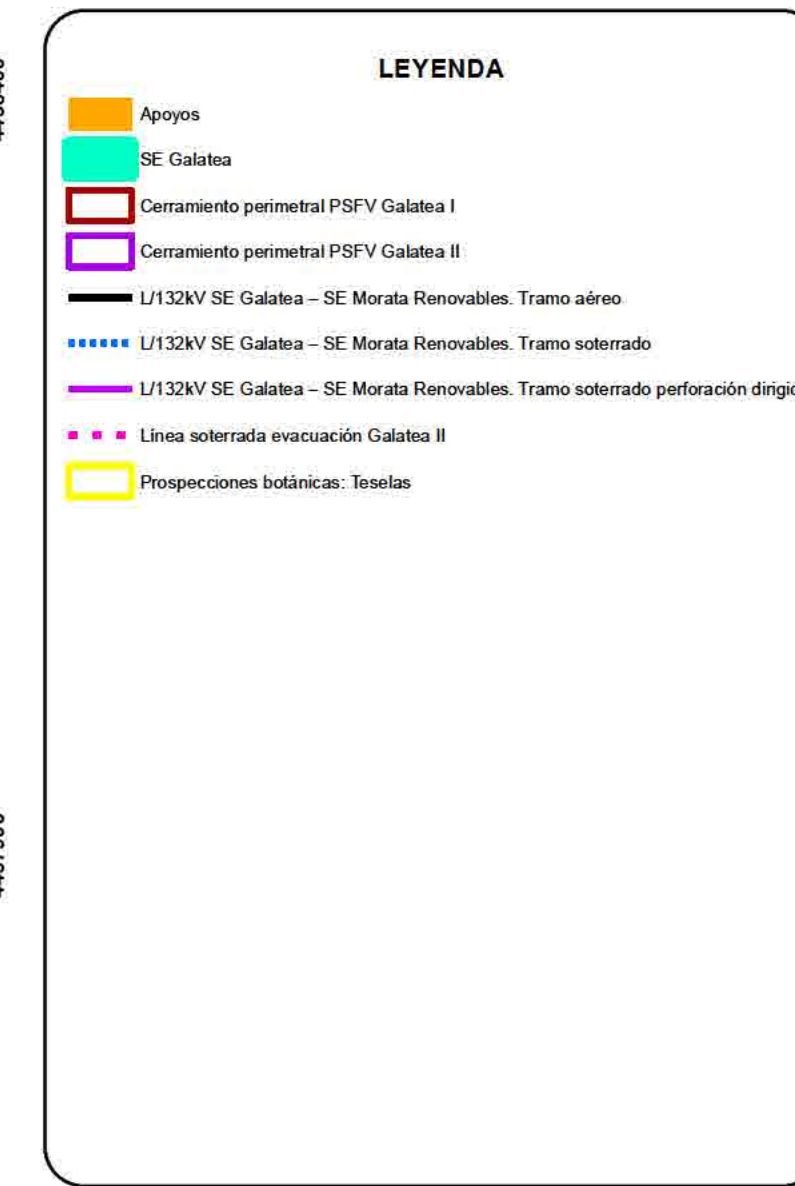 LEYENDA
Apoyos
SE Galatea
Cerramiento perimetral PSFV Galatea I
Cerramiento perimetral PSFV Galatea II
L/132kV SE Galatea – SE Morata Renovables. Tramo aéreo
L/132kV SE Galatea – SE Morata Renovables. Tramo soterrado
L/132kV SE Galatea – SE Morata Renovables. Tramo soterrado perforación
Línea soterrada evacuación Galatea II
Prospecciones botánicas: Teselas